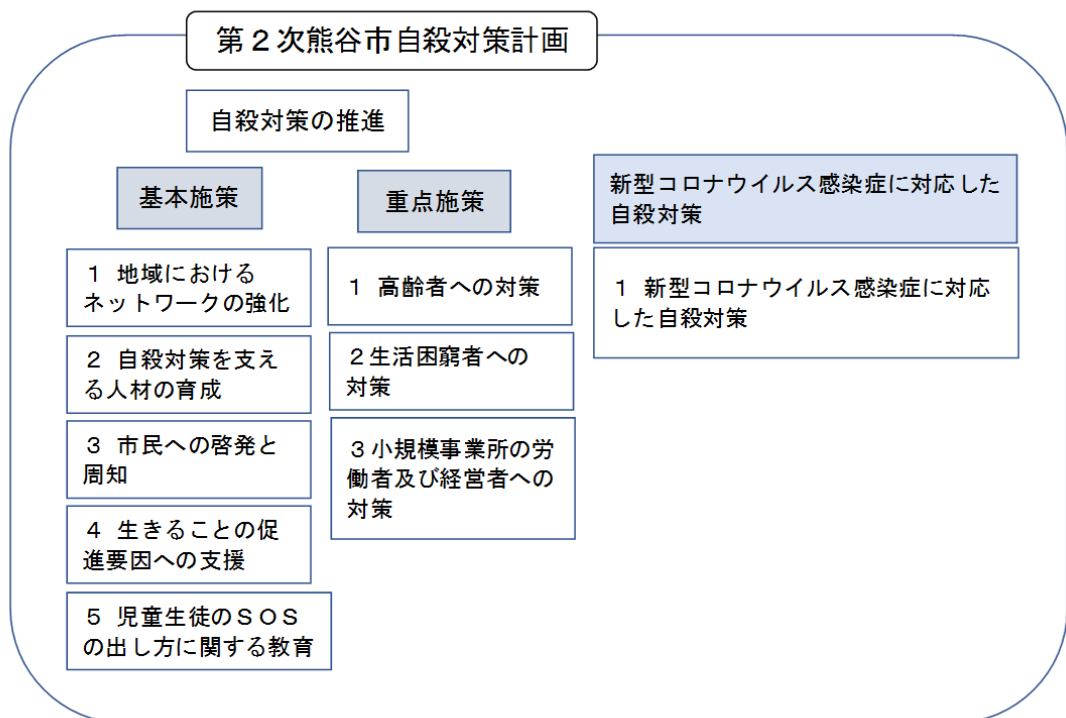 第２次熊谷市自殺対策計画
自殺対策の推進
基本施策
１ 地域における
ネットワークの強化
２ 自殺対策を支え
る人材の育成
３ 市民への啓発と
周知
４ 生きることの促
進要因への支援
５ 児童生徒のＳＯＳ
の出し方に関する教育
重点施策
１ 高齢者への対策
２生活困窮者への
対策
３小規模事業所の労
働者及び経営者への
対策
新型コロナウイルス感染症に対応した
自殺対策
１ 新型コロナウイルス感染症に対応
した自殺対策